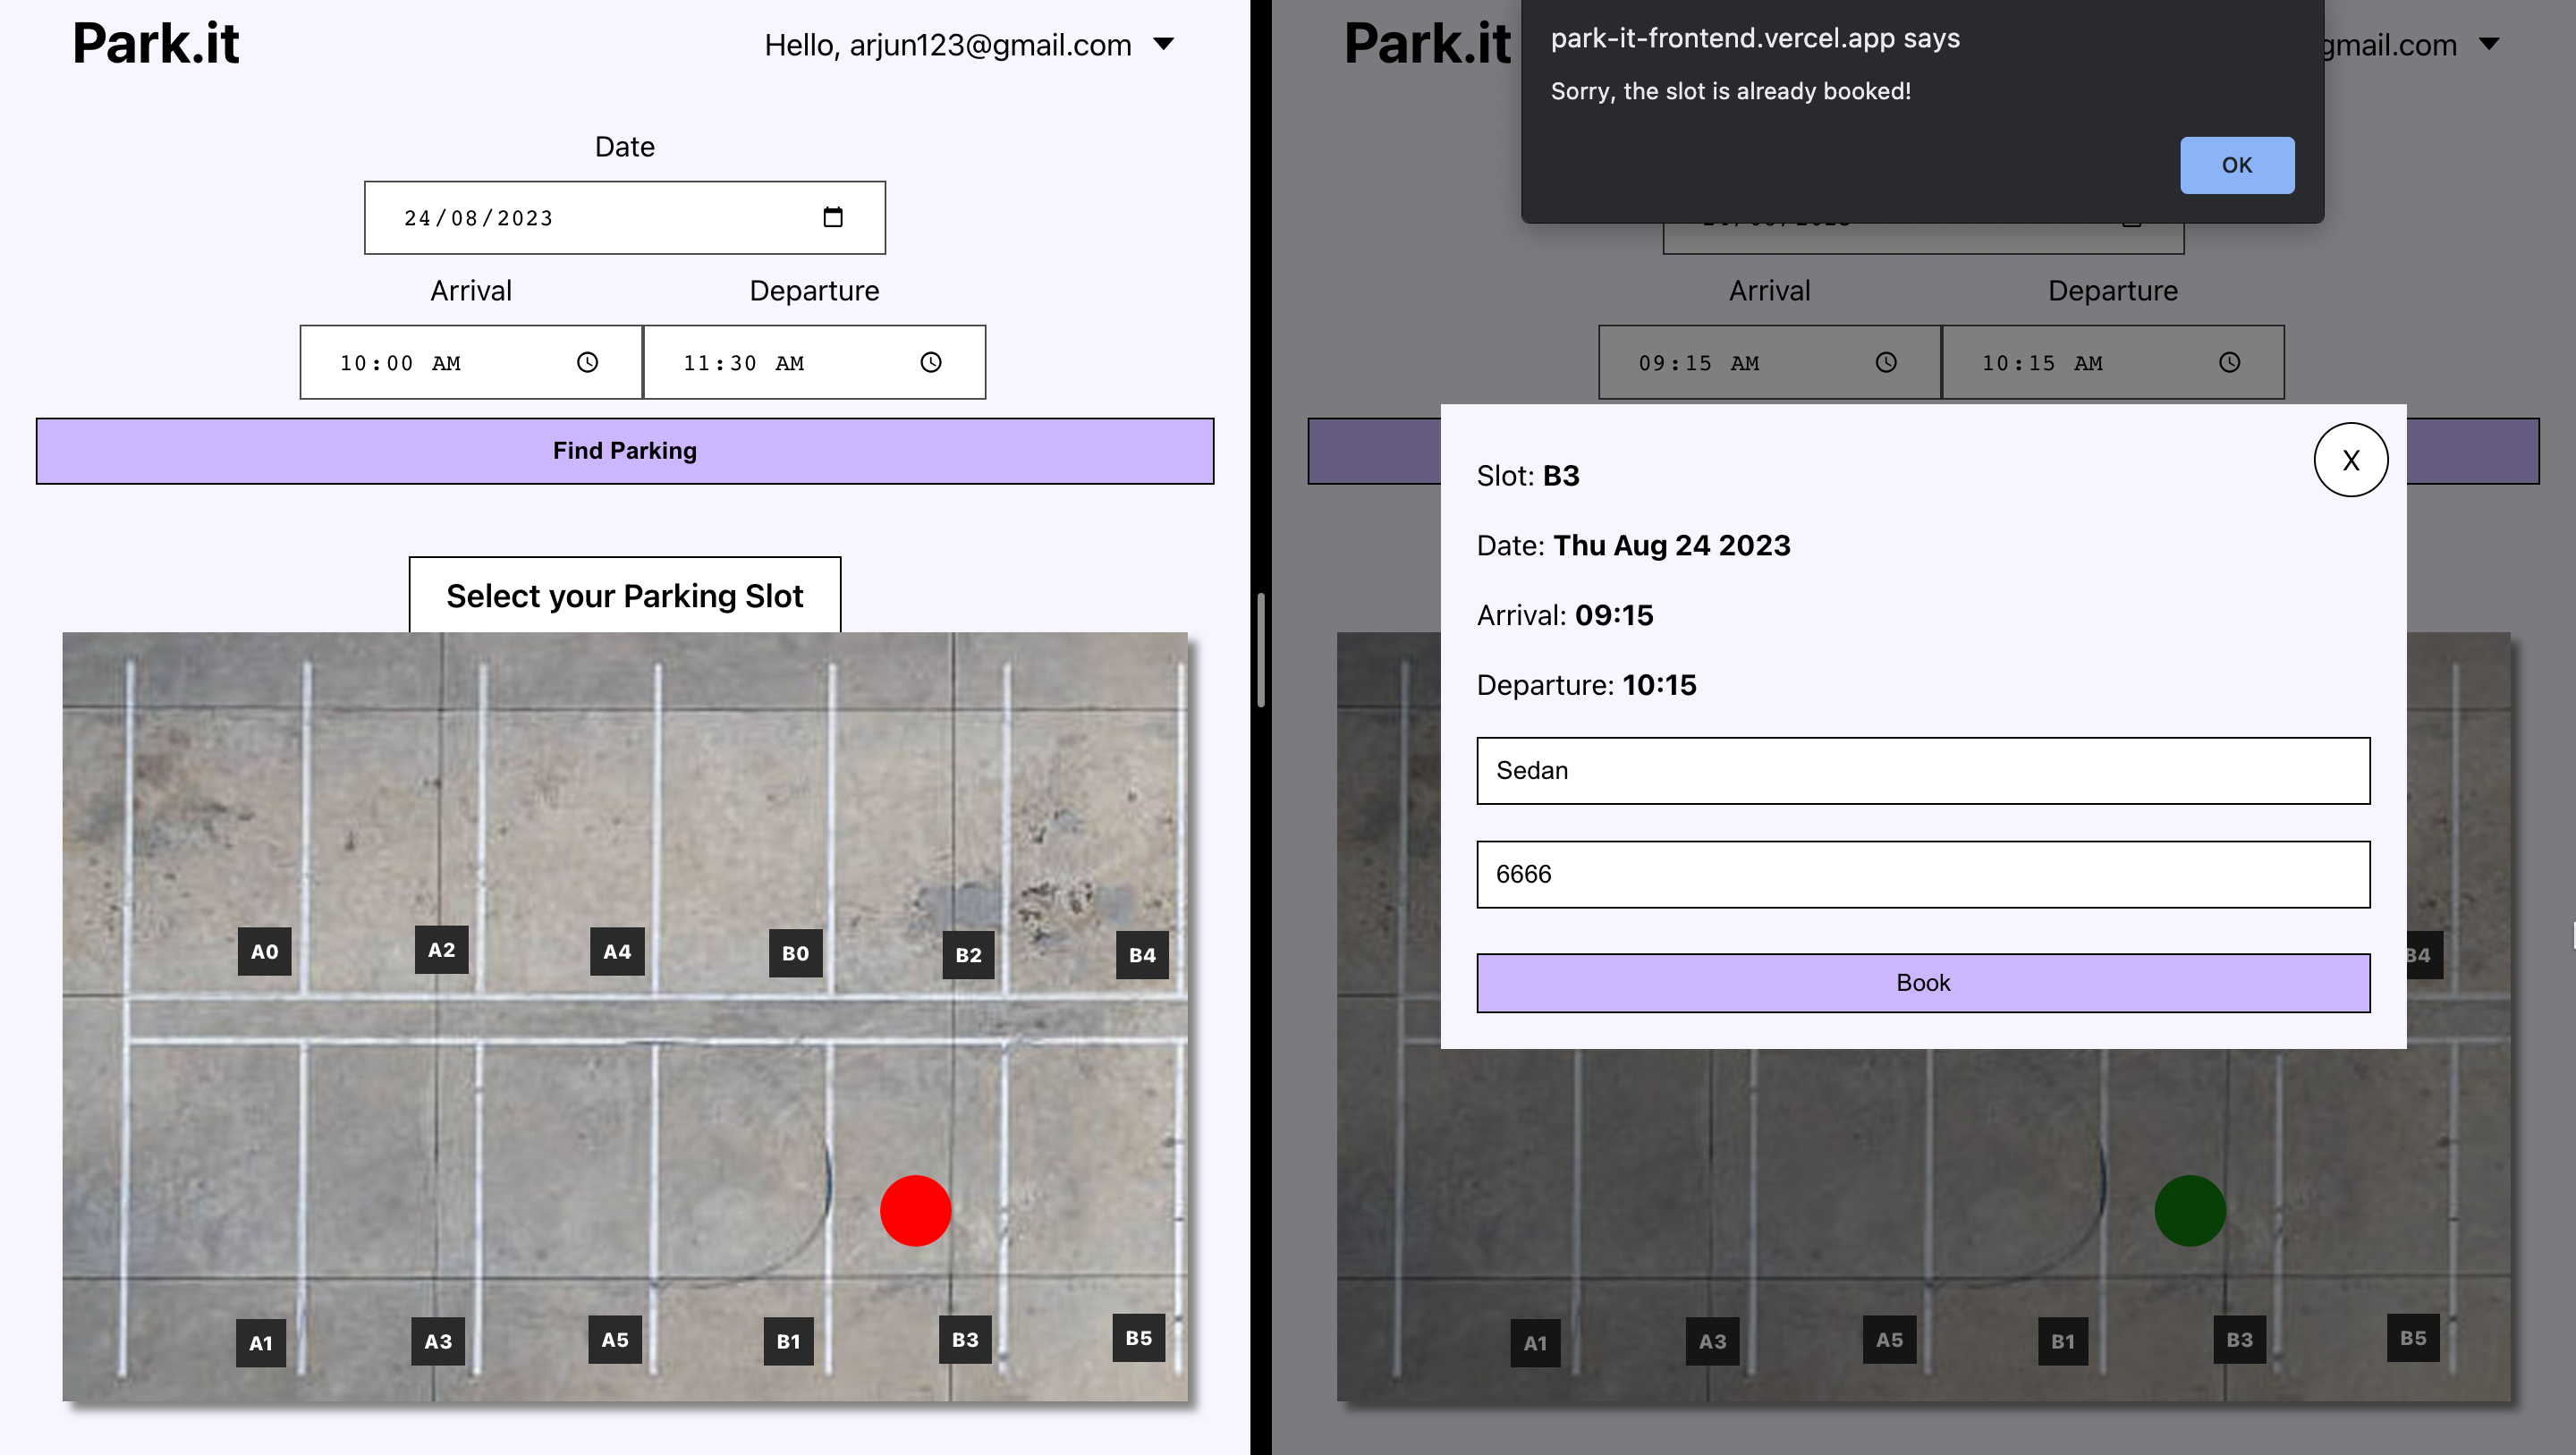 Park.it
Hello, arjun123@gmail.com
Date
24/08/2023
Arrival
Departure
10:00 AM
11:30 AM
Find Parking
Select your Parking Slot
A0
A2
A4
B0
B2
B4
A1
A3
A5
B1
B3
B5
Park.it
gmail.com
park-it-frontend.vercel.app says
Sorry, the slot is already booked!
OK
Arrival
Departure
09:15 AM
10:15 AM
X
Slot: B3
Date: Thu Aug 24 2023
Arrival: 09:15
Departure: 10:15
Sedan
6666
Book
B4
A1
A3
A5
B1
B3
B5